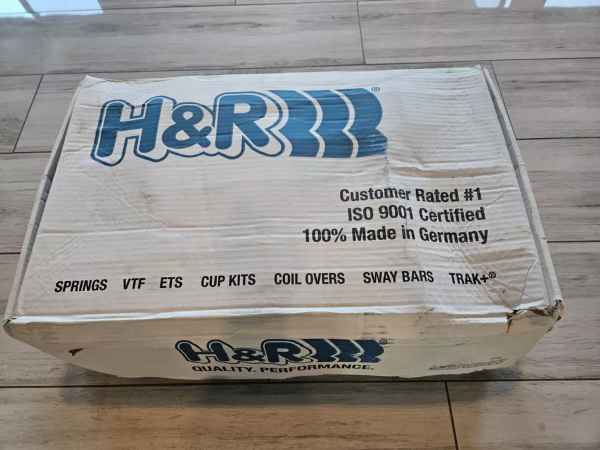 H&R®
Customer Rated #1
ISO 9001 Certified
100% Made in Germany
SPRINGS VTF ETS CUP KITS COIL OVERS SWAY BARS TRAK+®
H&R®
QUALITY. PERFORMANCE.